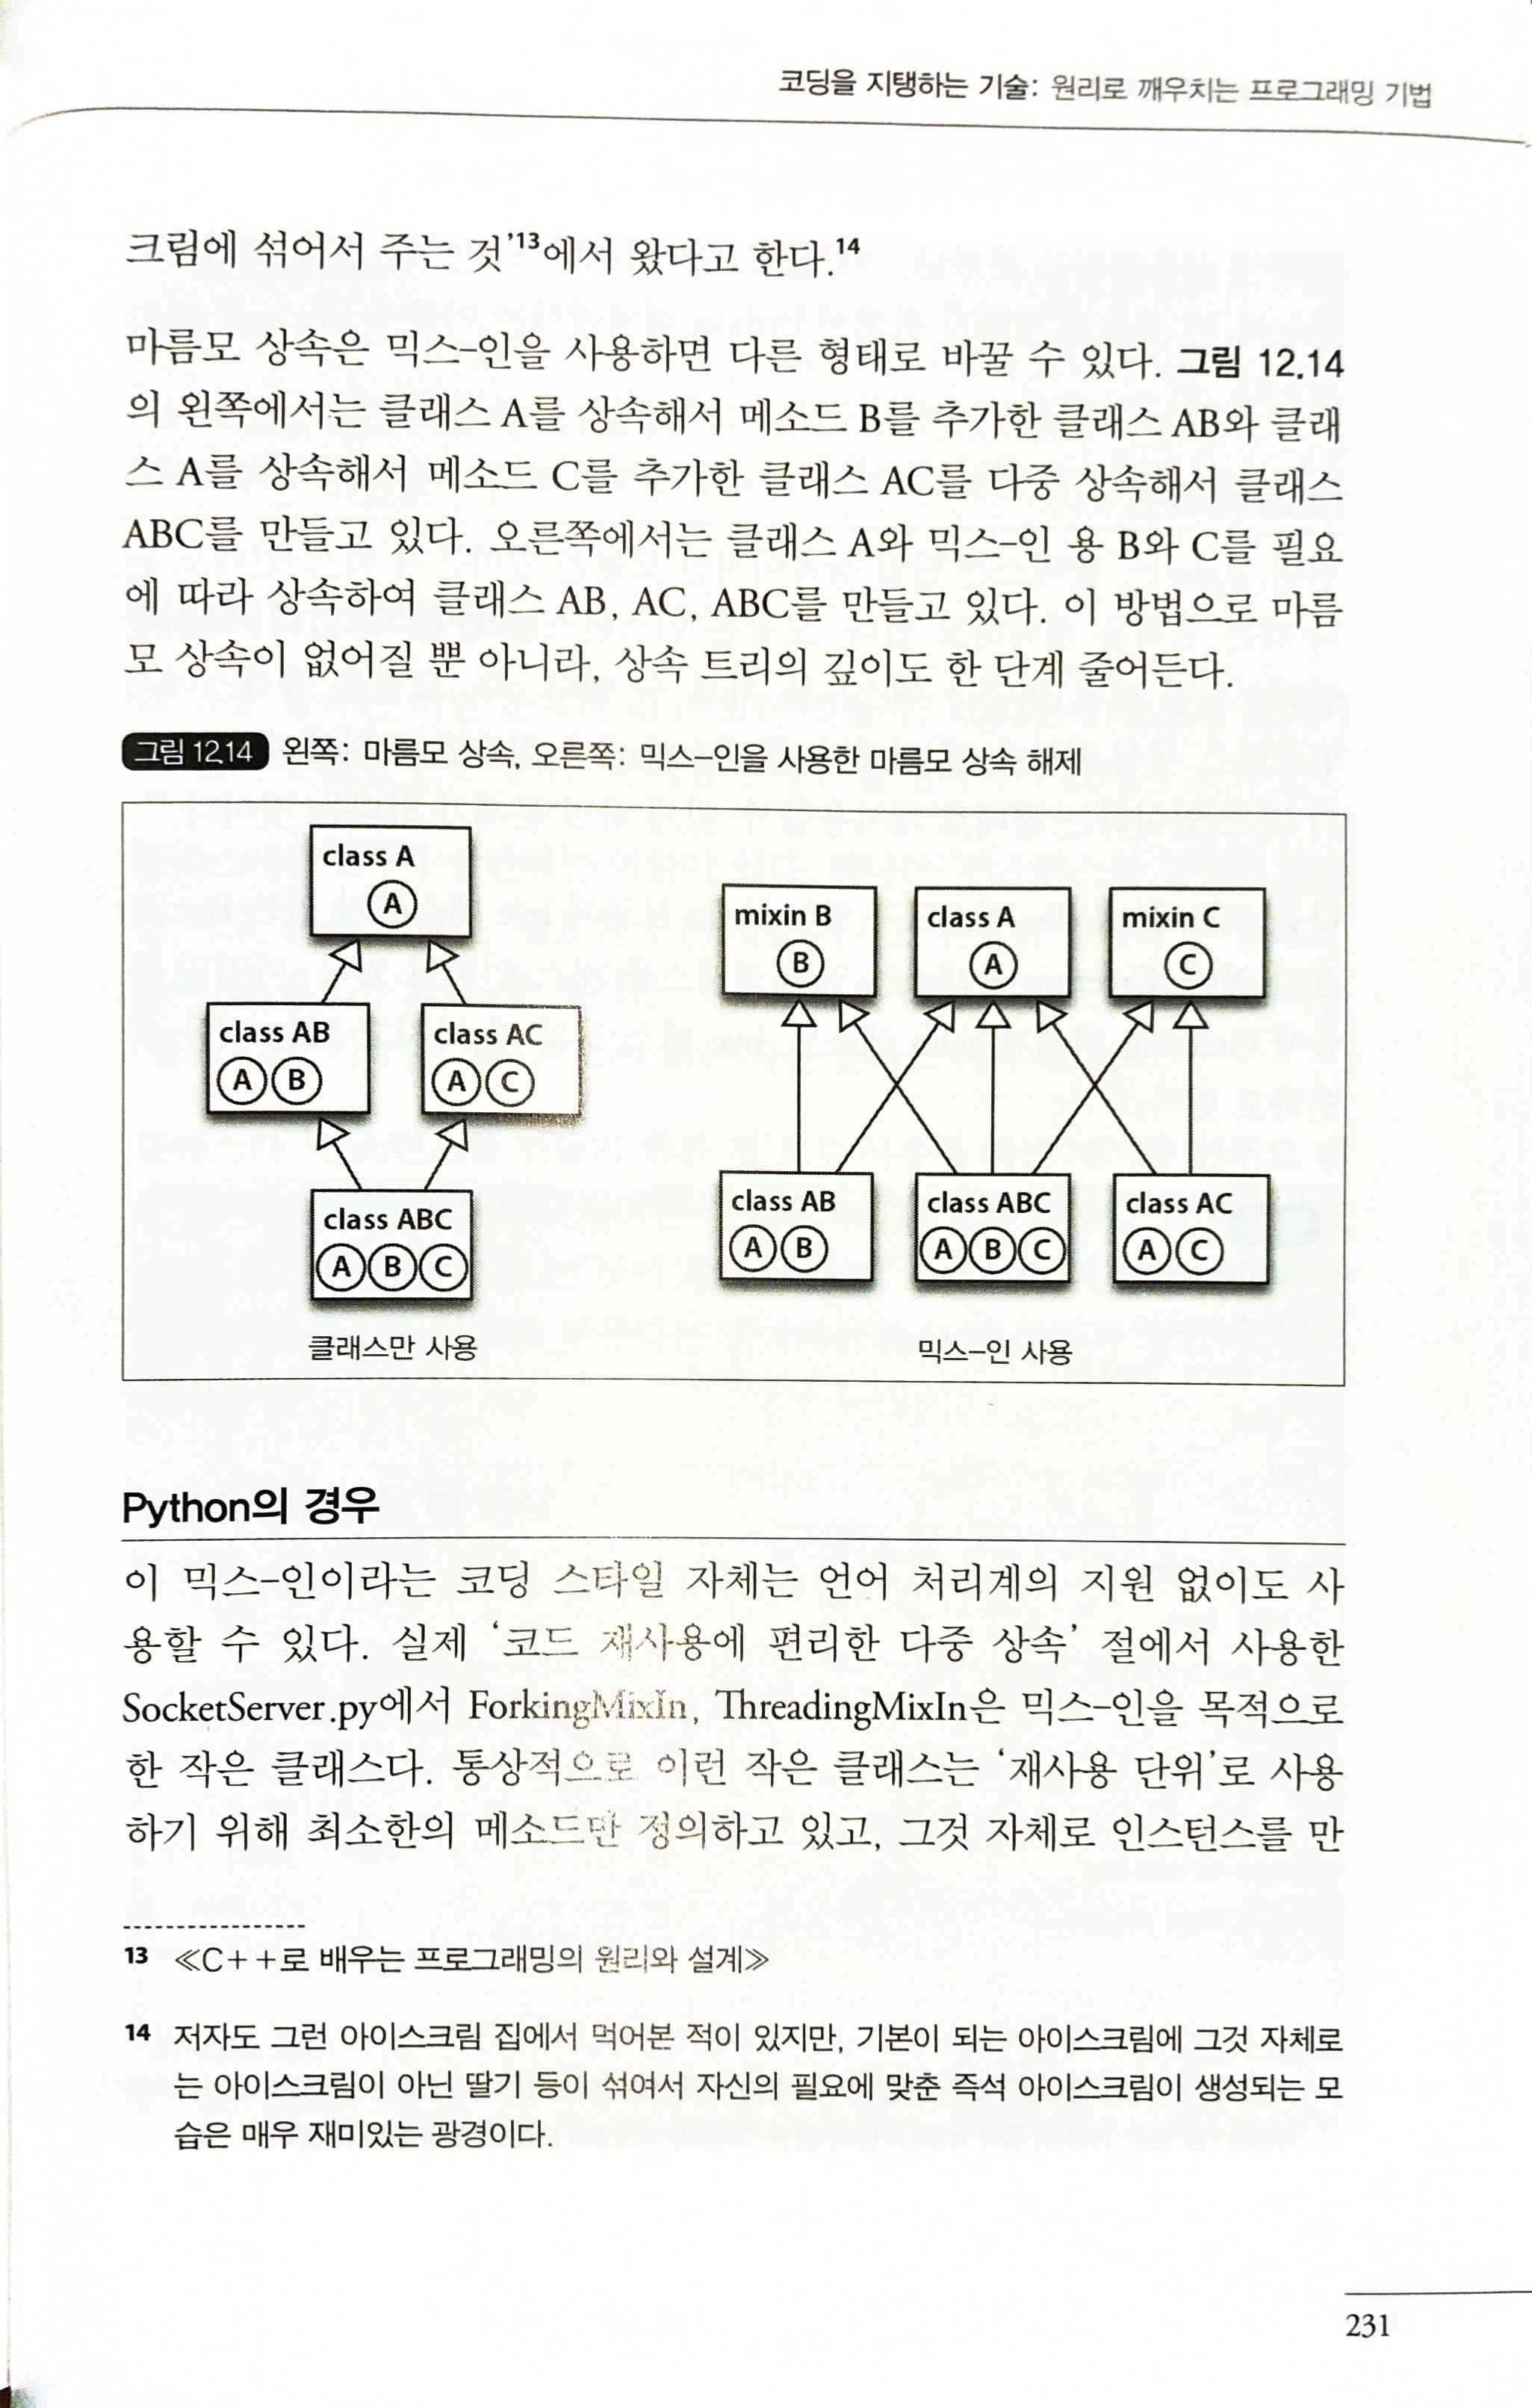 코딩을 지탱하는 기술: 원리로 깨우치는 프로그래밍 기법
크림에 섞어서 주는 것’13에서 왔다고 한다.14
마름모 상속은 믹스-인을 사용하면 다른 형태로 바꿀 수 있다. 그림 12.14
의 왼쪽에서는 클래스 A를 상속해서 메소드 B를 추가한 클래스 AB와 클래
스 A를 상속해서 메소드 C를 추가한 클래스 AC를 다중 상속해서 클래스
ABC를 만들고 있다. 오른쪽에서는 클래스 A와 믹스-인 용 B와 C를 필요
에 따라 상속하여 클래스 AB, AC, ABC를 만들고 있다. 이 방법으로 마름
모 상속이 없어질 뿐 아니라, 상속 트리의 깊이도 한 단계 줄어든다.
그림 12.14 왼쪽: 마름모 상속, 오른쪽: 믹스-인을 사용한 마름모 상속 해제
class A
A
class AB
A B
class AC
A C
class ABC
A B C
클래스만 사용
mixin B
B
class A
A
mixin C
C
class AB
A B
class ABC
A B C
class AC
A C
믹스-인 사용
Python의 경우
이 믹스-인이라는 코딩 스타일 자체는 언어 처리계의 지원 없이도 사
용할 수 있다. 실제 ‘코드 재사용에 편리한 다중 상속’ 절에서 사용한
SocketServer.py에서 ForkingMixIn, ThreadingMixIn은 믹스-인을 목적으로
한 작은 클래스다. 통상적으로 이런 작은 클래스는 ‘재사용 단위’로 사용
하기 위해 최소한의 메소드만 정의하고 있고, 그것 자체로 인스턴스를 만
13 ≪C++로 배우는 프로그래밍의 원리와 설계≫
14 저자도 그런 아이스크림 집에서 먹어본 적이 있지만, 기본이 되는 아이스크림에 그것 자체로
는 아이스크림이 아닌 딸기 등이 섞여서 자신의 필요에 맞춘 즉석 아이스크림이 생성되는 모
습은 매우 재미있는 광경이다.
231